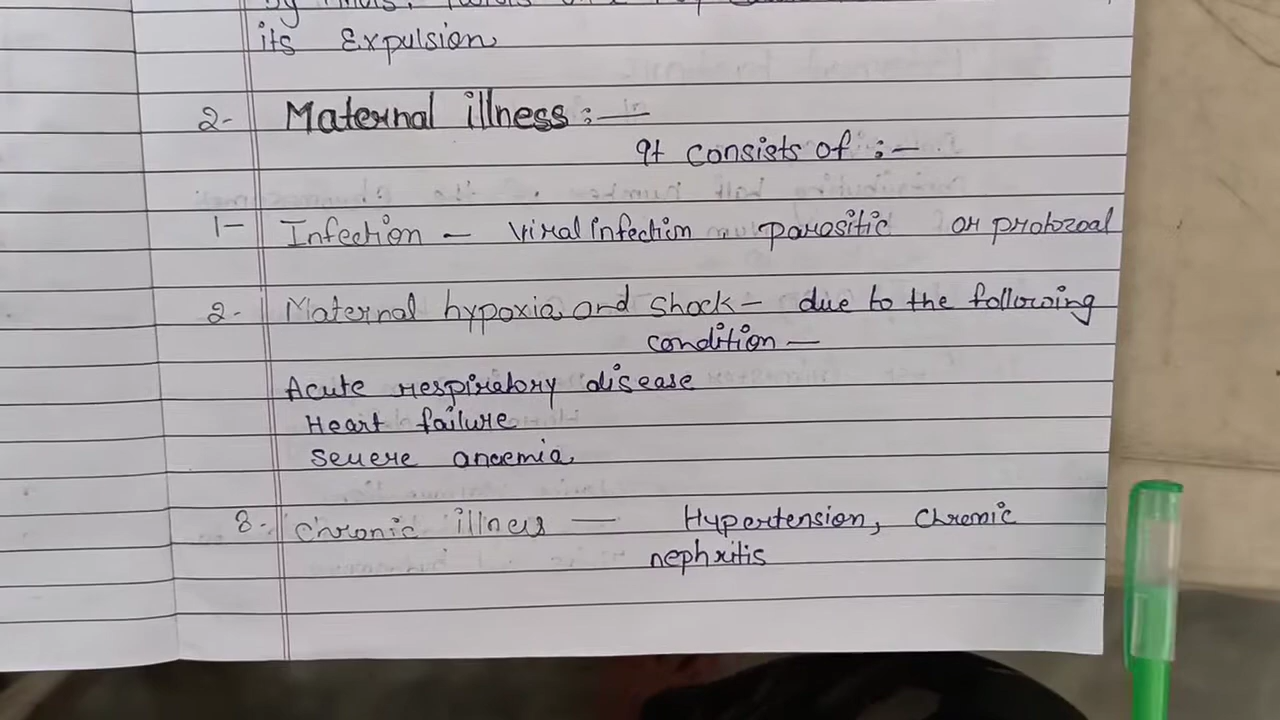 its Expulsion
2- Maternal illness :-
It consists of :-
1- Infection - viral infection, parasitic or protozoal
2- Maternal hypoxia and shock - due to the following
condition -
Acute respiretory disease
Heart failure
Severe anaemia
3- Chronic illness - Hypertension, Chronic
nephritis